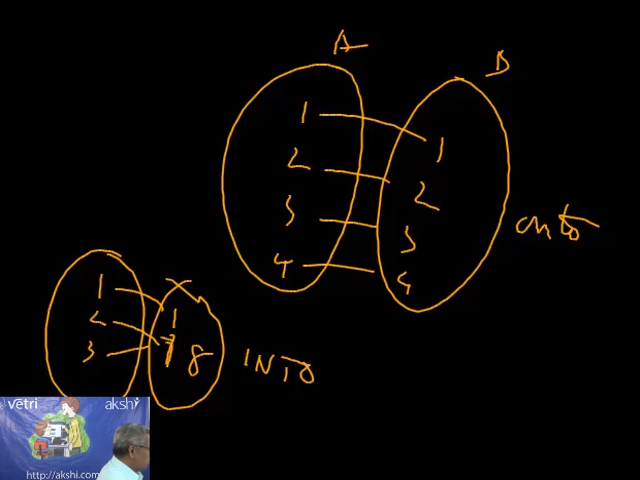 A B
1 1
2 2
3 3
4 4
onto
1 1
2 7 8
3
INTO
vetri akshi
http://akshi.com